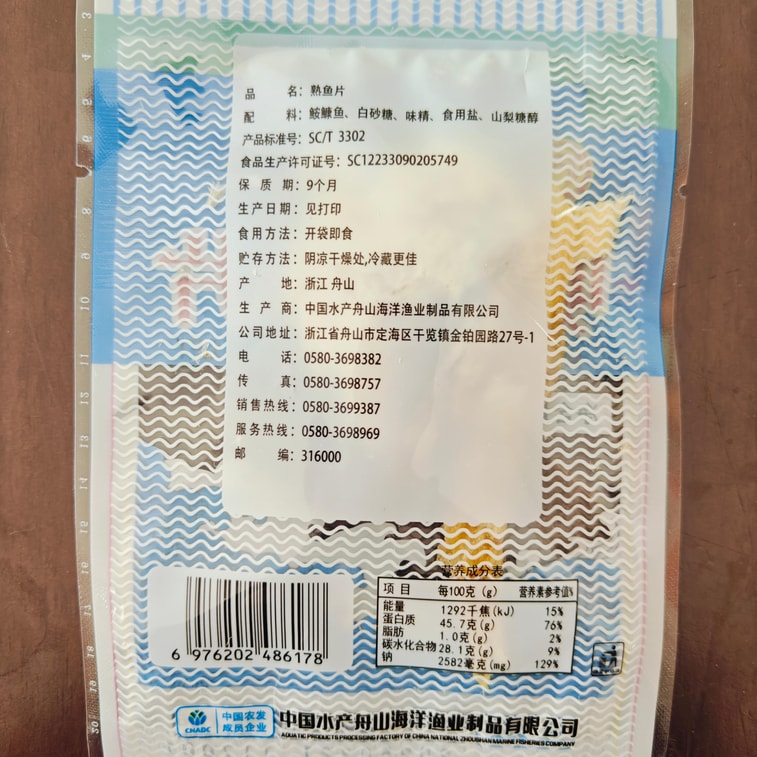 品 名：熟鱼片
配 料：鮟鱇鱼、白砂糖、味精、食用盐、山梨糖醇
产品标准号：SC/T 3302
食品生产许可证号：SC12233090205749
保 质 期：9个月
生产日期：见打印
食用方法：开袋即食
贮存方法：阴凉干燥处,冷藏更佳
产 地：浙江 舟山
生 产 商：中国水产舟山海洋渔业制品有限公司
公司地址：浙江省舟山市定海区干览镇金铂园路27号-1
电 话：0580-3698382
传 真：0580-3698757
销售热线：0580-3699387
服务热线：0580-3698969
邮 编：316000
营养成分表
项 目 每100克(g) 营养素参考值%
能量 1292千焦(kJ) 15%
蛋白质 45.7克(g) 76%
脂肪 1.0克(g) 2%
碳水化合物 28.1克(g) 9%
钠 2582毫克(mg) 129%
6 976202 486178
CNADC 中国农发
成员企业
中国水产舟山海洋渔业制品有限公司
AQUATIC PRODUCTS PROCESSING FACTORY OF CHINA NATIONAL ZHOUSHAN MARINE FISHERIES COMPANY